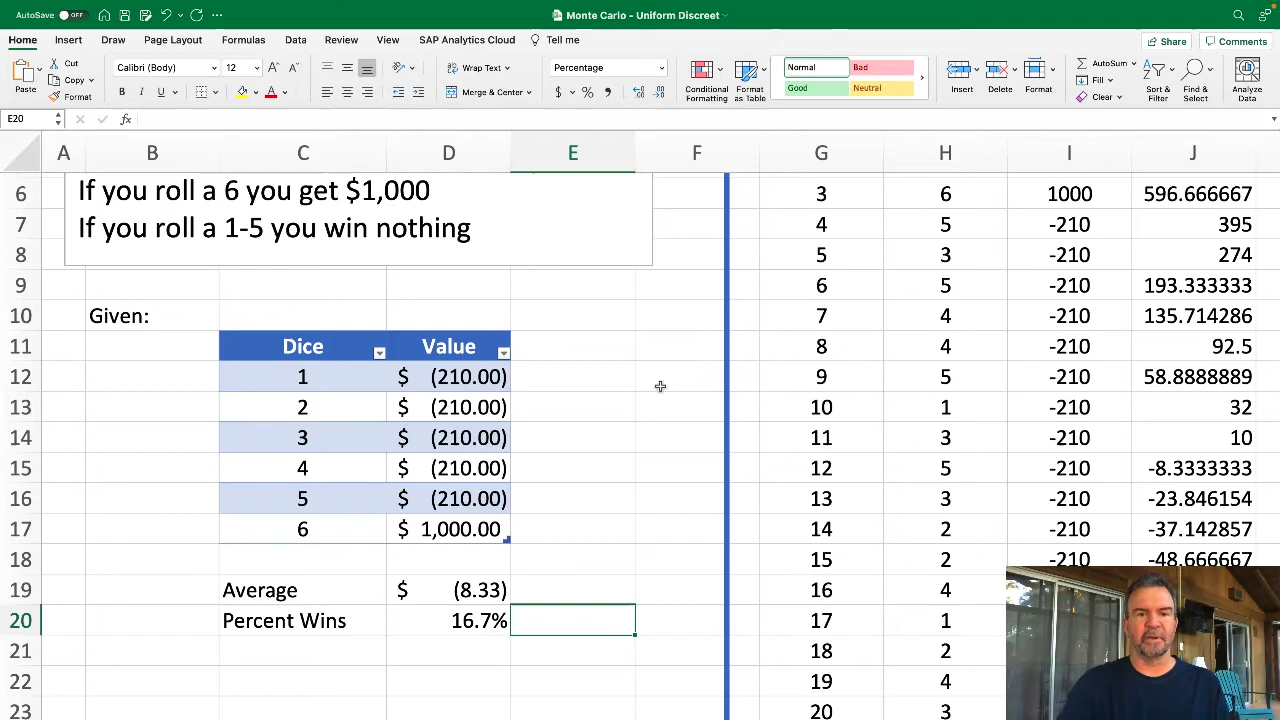 AutoSave OFF Monte Carlo - Uniform Discreet
Home Insert Draw Page Layout Formulas Data Review View SAP Analytics Cloud Tell me Share Comments
Paste Cut Copy Format Calibri (Body) 12 A A B I U A Wrap Text Merge & Center Percentage $ % Conditional Formatting Format as Table Normal Bad Good Neutral Insert Delete Format AutoSum Fill Clear Sort & Filter Find & Select Analyze Data
E20 fx
A B C D E F G H I J
If you roll a 6 you get $1,000
If you roll a 1-5 you win nothing
6 3 6 1000 596.666667
7 4 5 -210 395
8 5 3 -210 274
9 6 5 -210 193.333333
10 Given: 7 4 -210 135.714286
11 Dice Value 8 4 -210 92.5
12 1 $ (210.00) 9 5 -210 58.8888889
13 2 $ (210.00) 10 1 -210 32
14 3 $ (210.00) 11 3 -210 10
15 4 $ (210.00) 12 5 -210 -8.3333333
16 5 $ (210.00) 13 3 -210 -23.846154
17 6 $ 1,000.00 14 2 -210 -37.142857
18 15 2 -210 -48.666667
19 Average $ (8.33) 16 4
20 Percent Wins 16.7% 17 1
21 18 2
22 19 4
23 20 3